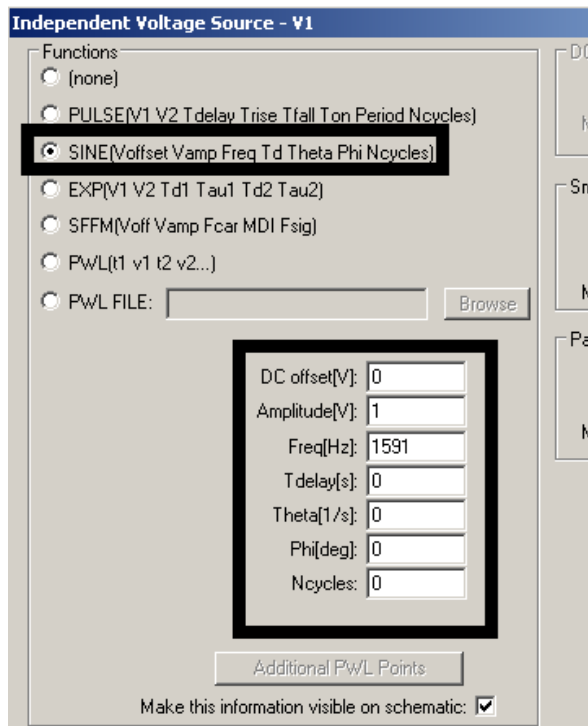 Independent Voltage Source - V1
Functions
(none)
PULSE(V1 V2 Tdelay Trise Tfall Ton Period Ncycles)
SINE(Voffset Vamp Freq Td Theta Phi Ncycles)
EXP(V1 V2 Td1 Tau1 Td2 Tau2)
SFFM(Voff Vamp Fcar MDI Fsig)
PWL(t1 v1 t2 v2...)
PWL FILE: Browse
DC offset[V]: 0
Amplitude[V]: 1
Freq[Hz]: 1591
Tdelay[s]: 0
Theta[1/s]: 0
Phi[deg]: 0
Ncycles: 0
Additional PWL Points
Make this information visible on schematic: